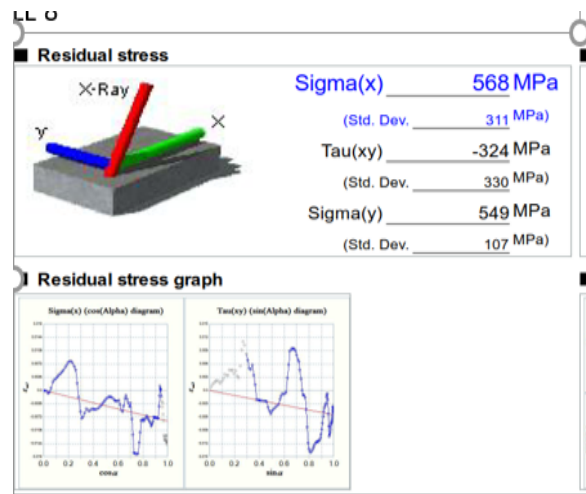 LL 8
■ Residual stress
X-Ray
y
X
Sigma(x) 568 MPa
(Std. Dev. 311 MPa)
Tau(xy) -324 MPa
(Std. Dev. 330 MPa)
Sigma(y) 549 MPa
(Std. Dev. 107 MPa)
Residual stress graph
Sigma(x) (cos(Alpha) diagram)
0.0 0.2 0.4 0.6 0.8 1.0
cosα
Tau(xy) (sin(Alpha) diagram)
0.0 0.2 0.4 0.6 0.8 1.0
sinα